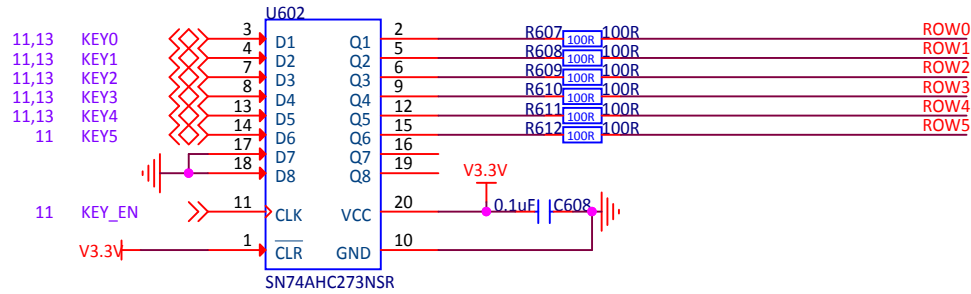 U602
11,13 KEY0 3 D1 Q1 2 R607 100R 100R ROW0
11,13 KEY1 4 D2 Q2 5 R608 100R 100R ROW1
11,13 KEY2 7 D3 Q3 6 R609 100R 100R ROW2
11,13 KEY3 8 D4 Q4 9 R610 100R 100R ROW3
11,13 KEY4 13 D5 Q5 12 R611 100R 100R ROW4
11 KEY5 14 D6 Q6 15 R612 100R 100R ROW5
17 D7 Q7 16
18 D8 Q8 19 V3.3V
11 KEY_EN 11 CLK VCC 20 0.1uF C608
V3.3V 1 CLR GND 10
SN74AHC273NSR